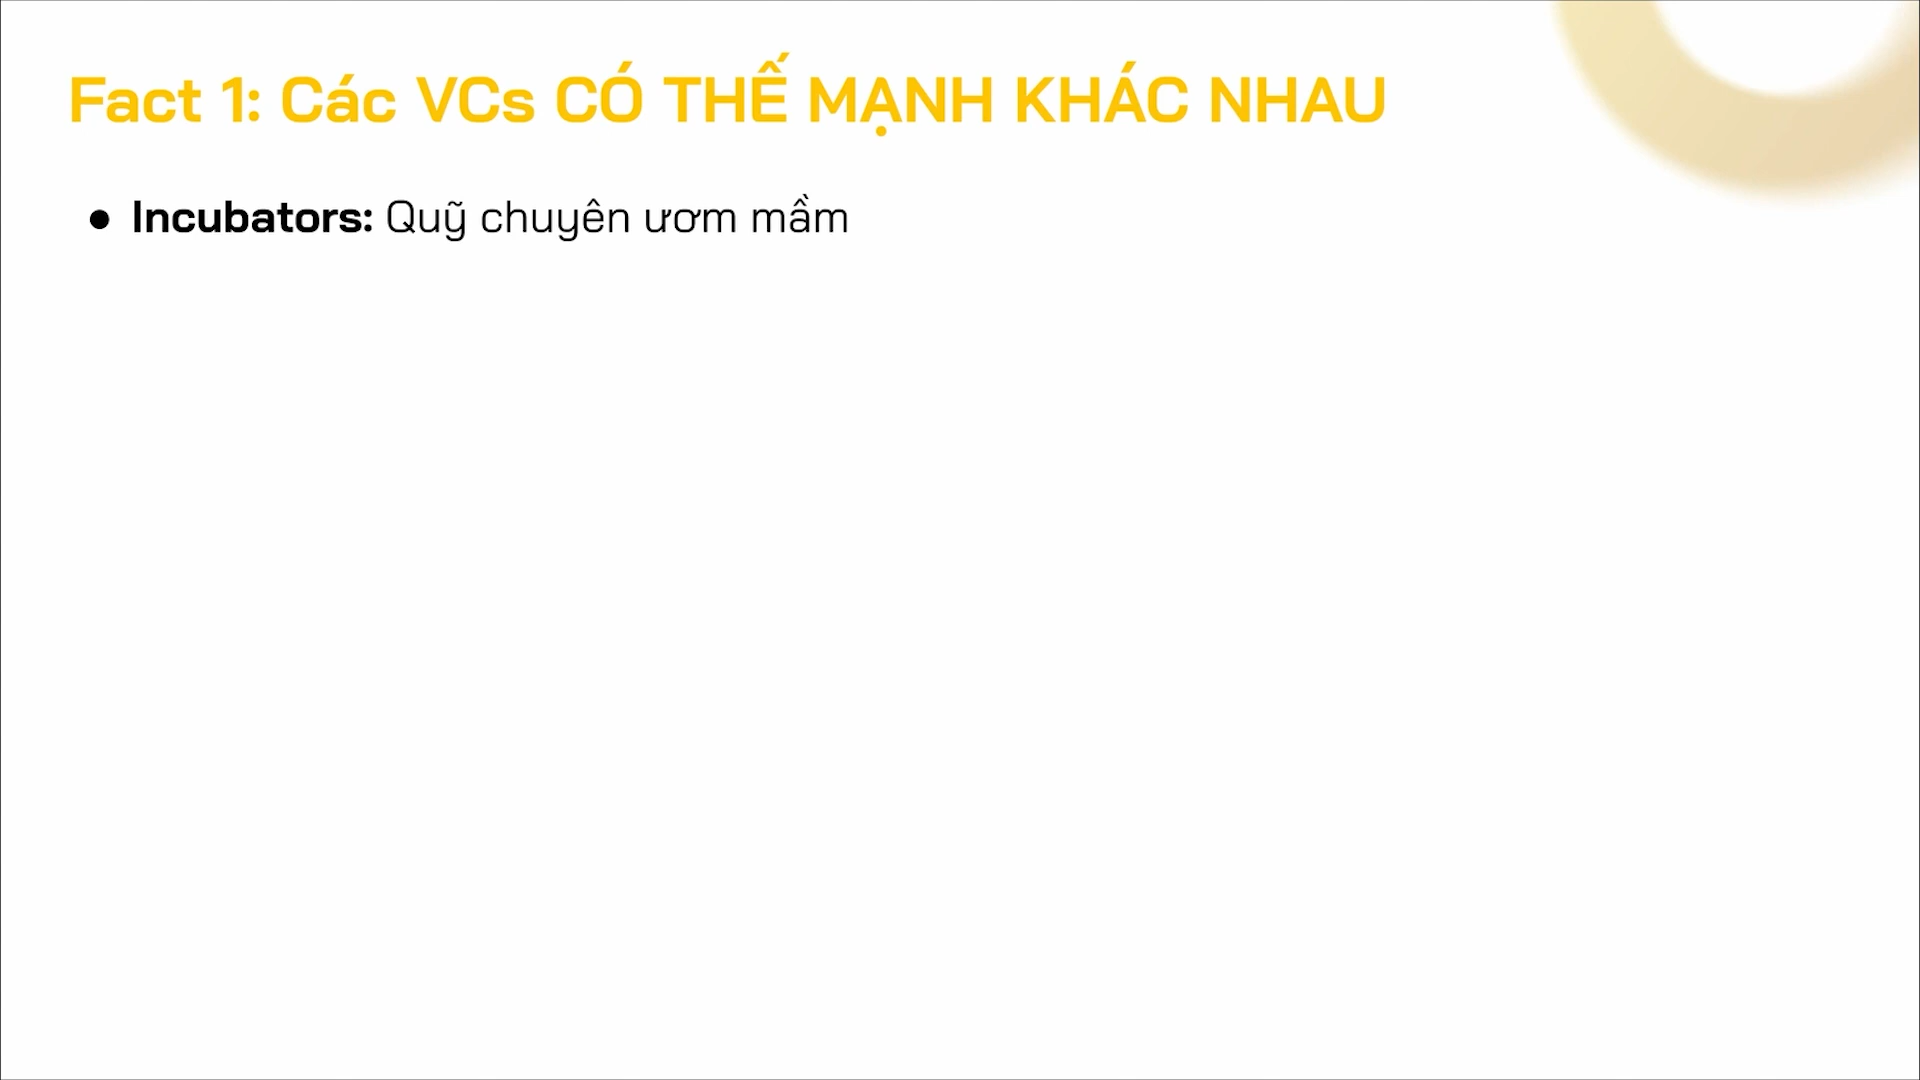 Fact 1: Các VCs CÓ THẾ MẠNH KHÁC NHAU
● Incubators: Quỹ chuyên ươm mầm